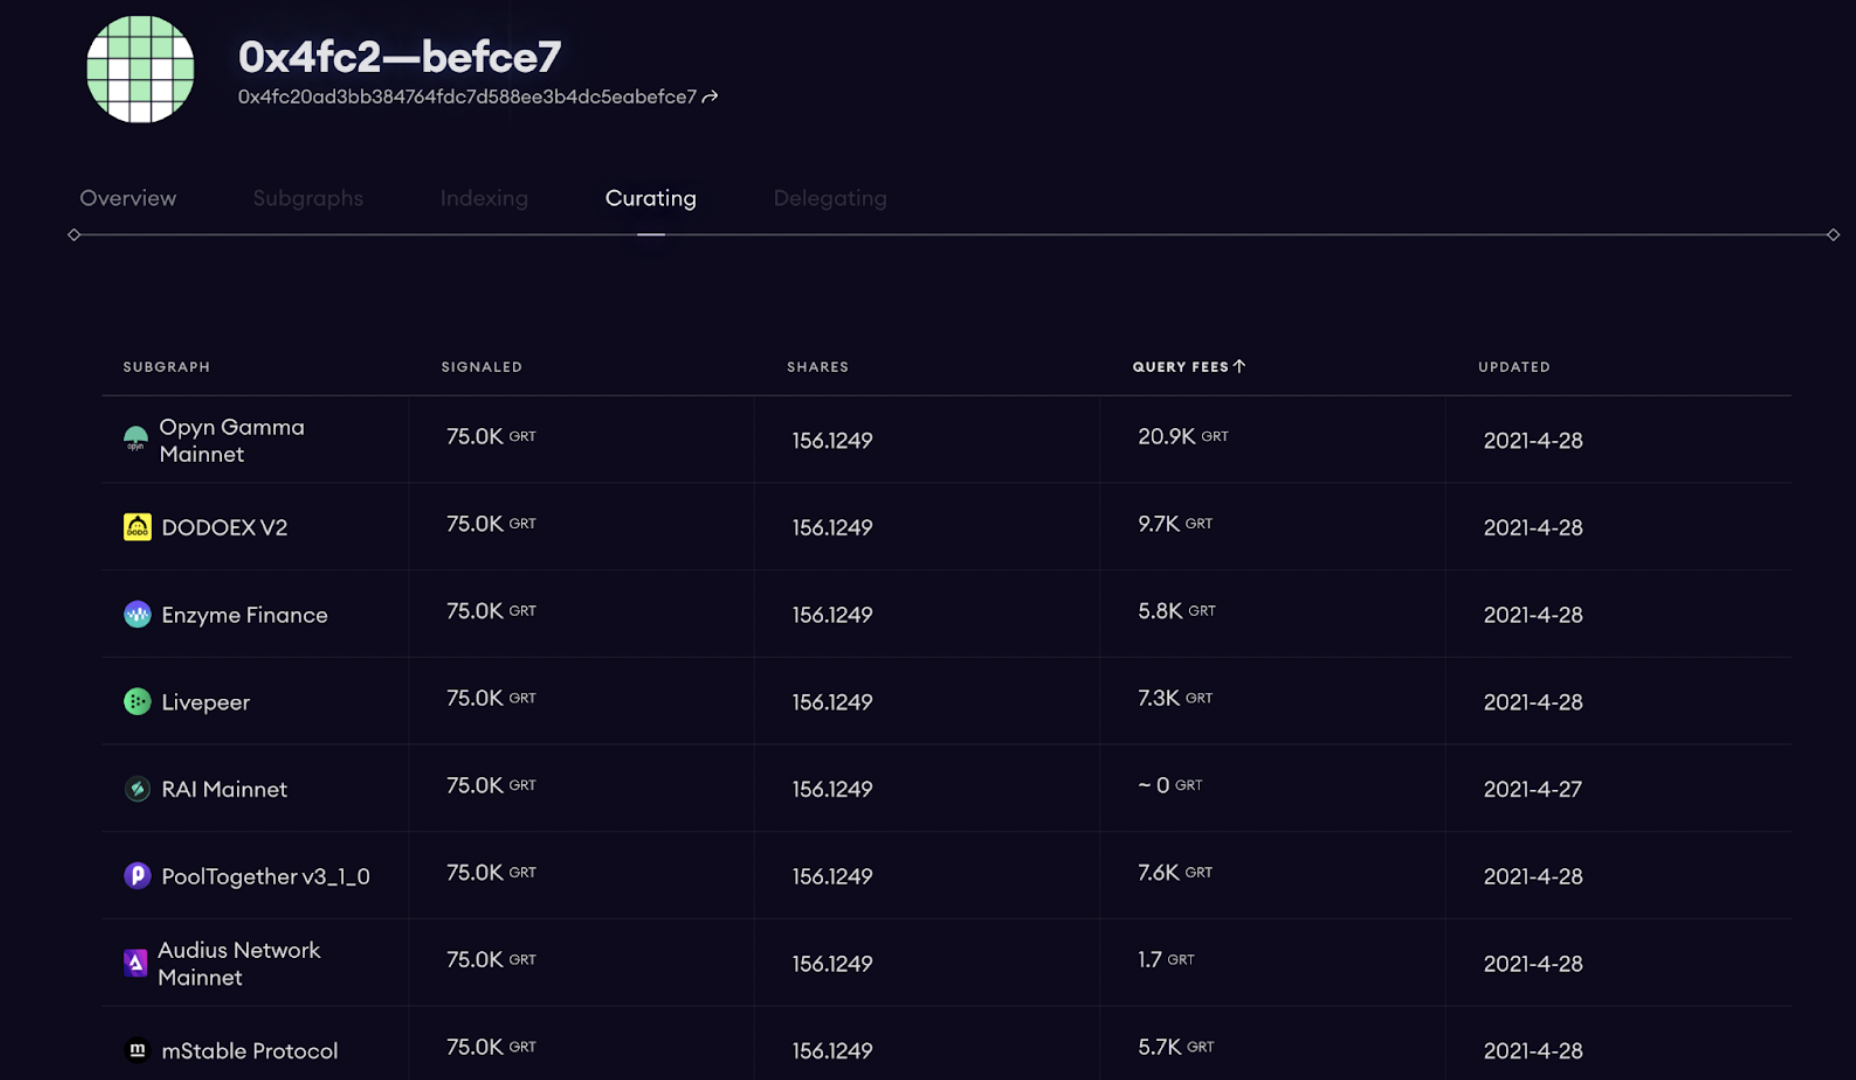 0x4fc2—befce7
0x4fc20ad3bb384764fdc7d588ee3b4dc5eabefce7
Overview Subgraphs Indexing Curating Delegating
SUBGRAPH SIGNALED SHARES QUERY FEES↑ UPDATED
opyn Opyn Gamma Mainnet 75.0K GRT 156.1249 20.9K GRT 2021-4-28
DODO DODOEX V2 75.0K GRT 156.1249 9.7K GRT 2021-4-28
Enzyme Finance 75.0K GRT 156.1249 5.8K GRT 2021-4-28
Livepeer 75.0K GRT 156.1249 7.3K GRT 2021-4-28
RAI Mainnet 75.0K GRT 156.1249 ~ 0 GRT 2021-4-27
PoolTogether v3_1_0 75.0K GRT 156.1249 7.6K GRT 2021-4-28
Audius Network Mainnet 75.0K GRT 156.1249 1.7 GRT 2021-4-28
m mStable Protocol 75.0K GRT 156.1249 5.7K GRT 2021-4-28